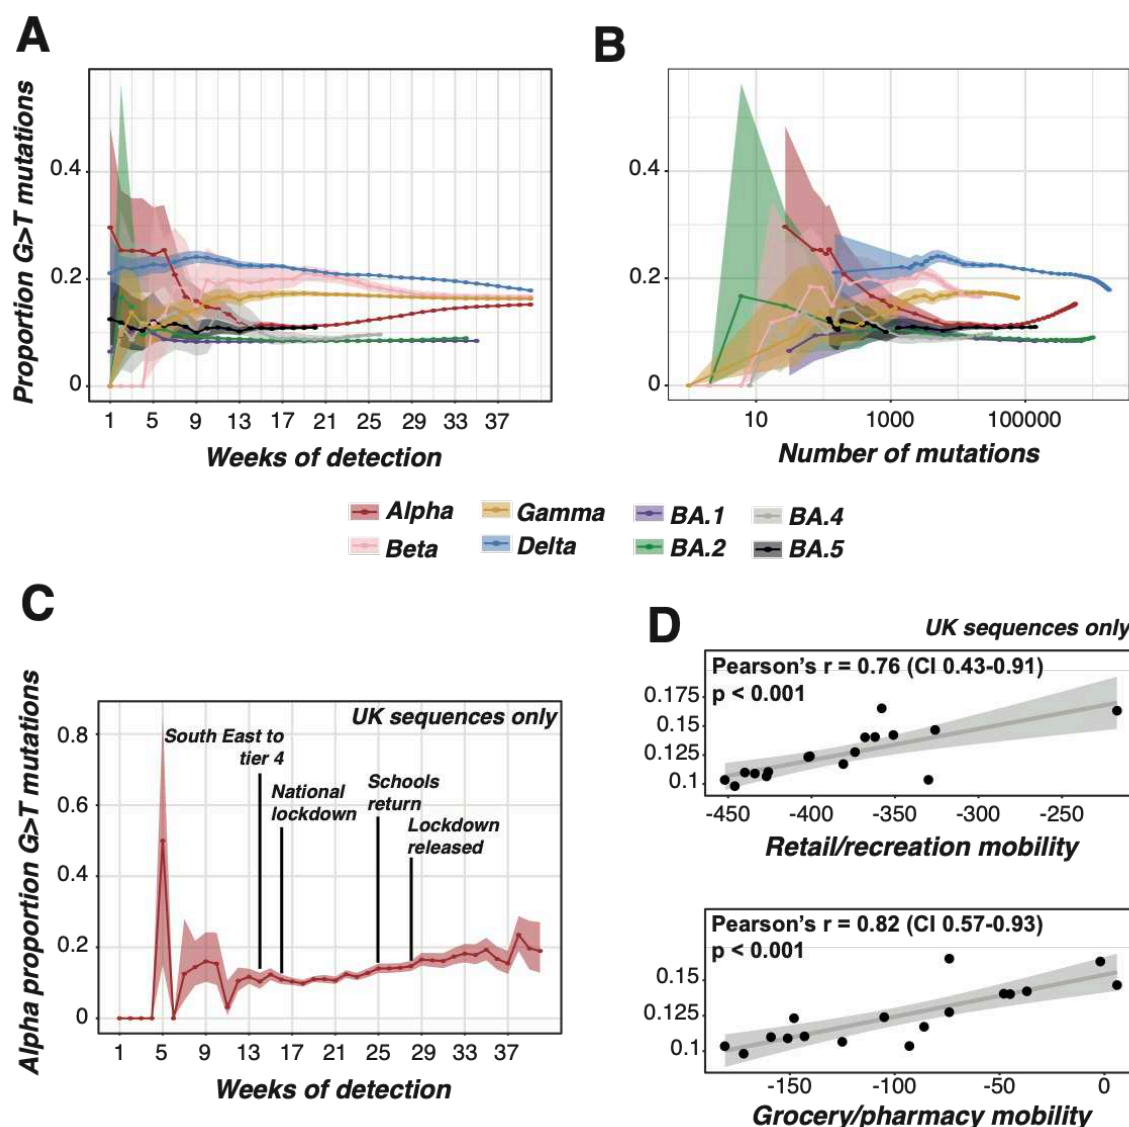 A
B
Proportion G>T mutations
0.4
0.2
0
1 5 9 13 17 21 25 29 33 37
Weeks of detection
0.4
0.2
0
10 1000 100000
Number of mutations
Alpha Gamma BA.1 BA.4
Beta Delta BA.2 BA.5
C
Alpha proportion G>T mutations
UK sequences only
South East to
tier 4
National
lockdown
Schools
return
Lockdown
released
0.8
0.6
0.4
0.2
0
1 5 9 13 17 21 25 29 33 37
Weeks of detection
D
UK sequences only
Pearson's r = 0.76 (CI 0.43-0.91)
p < 0.001
0.175
0.15
0.125
0.1
-450 -400 -350 -300 -250
Retail/recreation mobility
Pearson's r = 0.82 (CI 0.57-0.93)
p < 0.001
0.15
0.125
0.1
-150 -100 -50 0
Grocery/pharmacy mobility